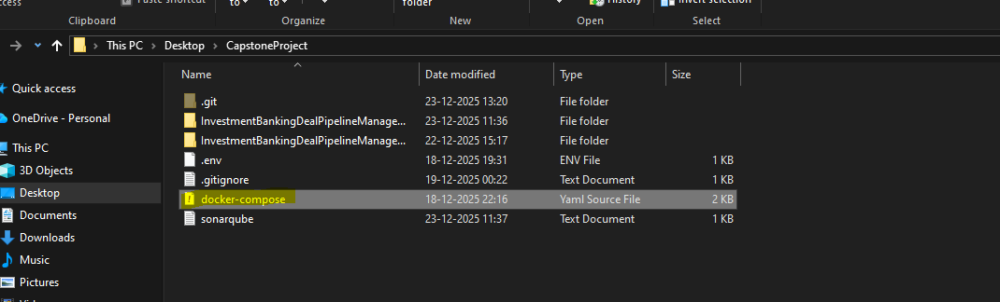 ccess
Paste shortcut
to
to
folder
History
Invert selection
Clipboard
Organize
New
Open
Select
This PC
Desktop
CapstoneProject
Name
Date modified
Type
Size
Quick access
OneDrive - Personal
This PC
3D Objects
Desktop
Documents
Downloads
Music
Pictures
.git 23-12-2025 13:20 File folder
InvestmentBankingDealPipelineManage... 23-12-2025 11:36 File folder
InvestmentBankingDealPipelineManage... 22-12-2025 15:17 File folder
.env 18-12-2025 19:31 ENV File 1 KB
.gitignore 19-12-2025 00:22 Text Document 1 KB
docker-compose 18-12-2025 22:16 Yaml Source File 2 KB
sonarqube 23-12-2025 11:37 Text Document 1 KB